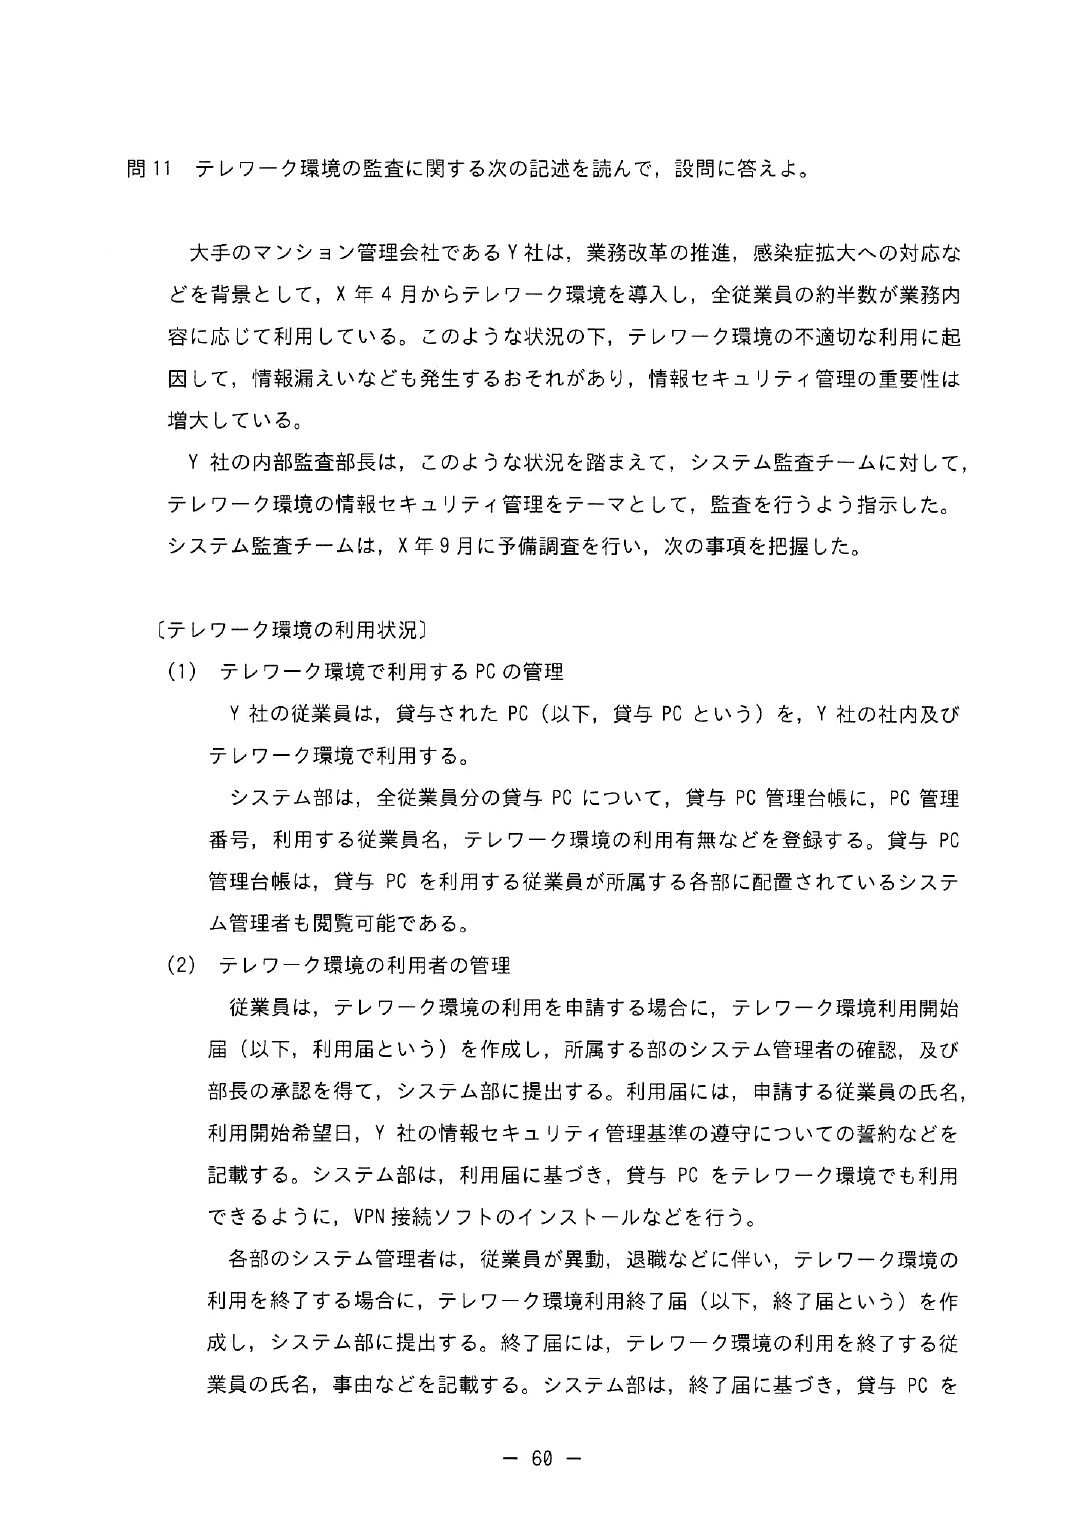 問11 テレワーク環境の監査に関する次の記述を読んで，設問に答えよ。
大手のマンション管理会社であるY社は，業務改革の推進，感染症拡大への対応な
どを背景として，X年4月からテレワーク環境を導入し，全従業員の約半数が業務内
容に応じて利用している。このような状況の下，テレワーク環境の不適切な利用に起
因して，情報漏えいなども発生するおそれがあり，情報セキュリティ管理の重要性は
増大している。
Y社の内部監査部長は，このような状況を踏まえて，システム監査チームに対して，
テレワーク環境の情報セキュリティ管理をテーマとして，監査を行うよう指示した。
システム監査チームは，X年9月に予備調査を行い，次の事項を把握した。
〔テレワーク環境の利用状況〕
(1) テレワーク環境で利用するPCの管理
Y社の従業員は，貸与されたPC（以下，貸与PCという）を，Y社の社内及び
テレワーク環境で利用する。
システム部は，全従業員分の貸与PCについて，貸与PC管理台帳に，PC管理
番号，利用する従業員名，テレワーク環境の利用有無などを登録する。貸与PC
管理台帳は，貸与PCを利用する従業員が所属する各部に配置されているシステ
ム管理者も閲覧可能である。
(2) テレワーク環境の利用者の管理
従業員は，テレワーク環境の利用を申請する場合に，テレワーク環境利用開始
届（以下，利用届という）を作成し，所属する部のシステム管理者の確認，及び
部長の承認を得て，システム部に提出する。利用届には，申請する従業員の氏名，
利用開始希望日，Y社の情報セキュリティ管理基準の遵守についての誓約などを
記載する。システム部は，利用届に基づき，貸与PCをテレワーク環境でも利用
できるように，VPN接続ソフトのインストールなどを行う。
各部のシステム管理者は，従業員が異動，退職などに伴い，テレワーク環境の
利用を終了する場合に，テレワーク環境利用終了届（以下，終了届という）を作
成し，システム部に提出する。終了届には，テレワーク環境の利用を終了する従
業員の氏名，事由などを記載する。システム部は，終了届に基づき，貸与PCを
― 60 ―